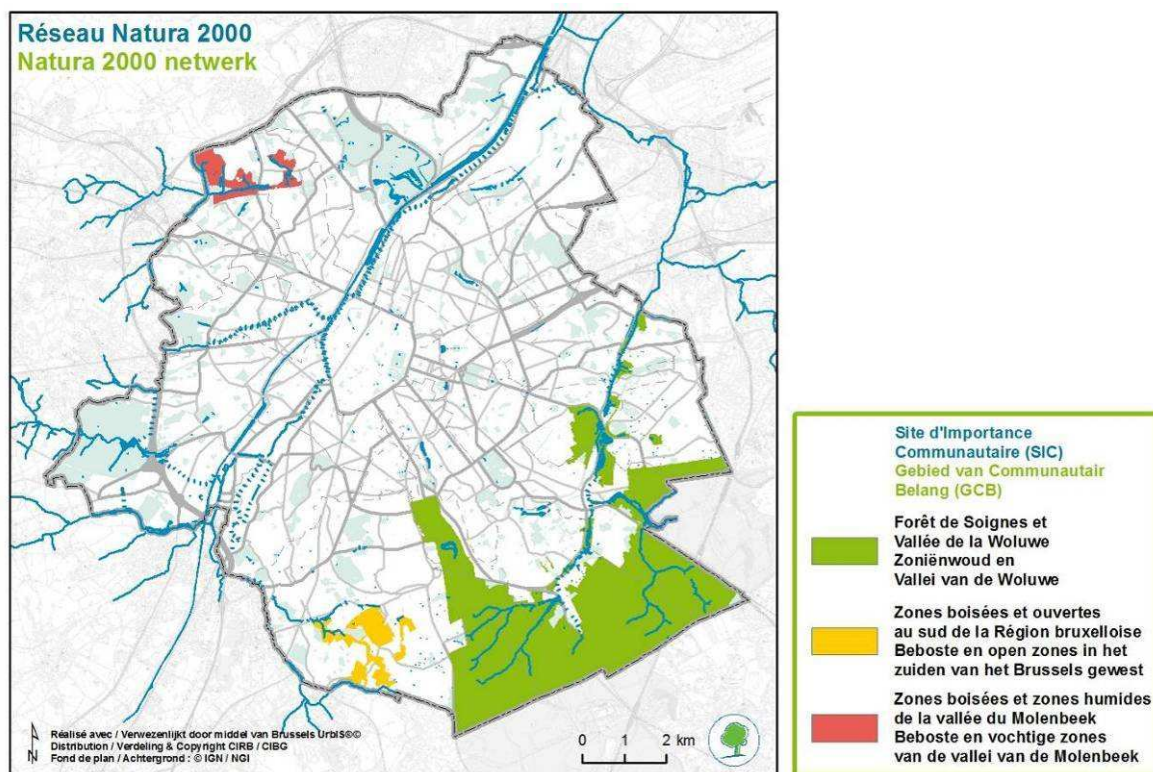 Réseau Natura 2000
Natura 2000 netwerk
Réalisé avec / Verwezenlijkt door middel van Brussels UrbIS©©
Distribution / Verdeling & Copyright CIRB / CIBG
Fond de plan / Achtergrond : © IGN / NGI
N
0 1 2 km
Site d'Importance
Communautaire (SIC)
Gebied van Communautair
Belang (GCB)
Forêt de Soignes et
Vallée de la Woluwe
Zoniënwoud en
Vallei van de Woluwe
Zones boisées et ouvertes
au sud de la Région bruxelloise
Beboste en open zones in het
zuiden van het Brussels gewest
Zones boisées et zones humides
de la vallée du Molenbeek
Beboste en vochtige zones
van de vallei van de Molenbeek